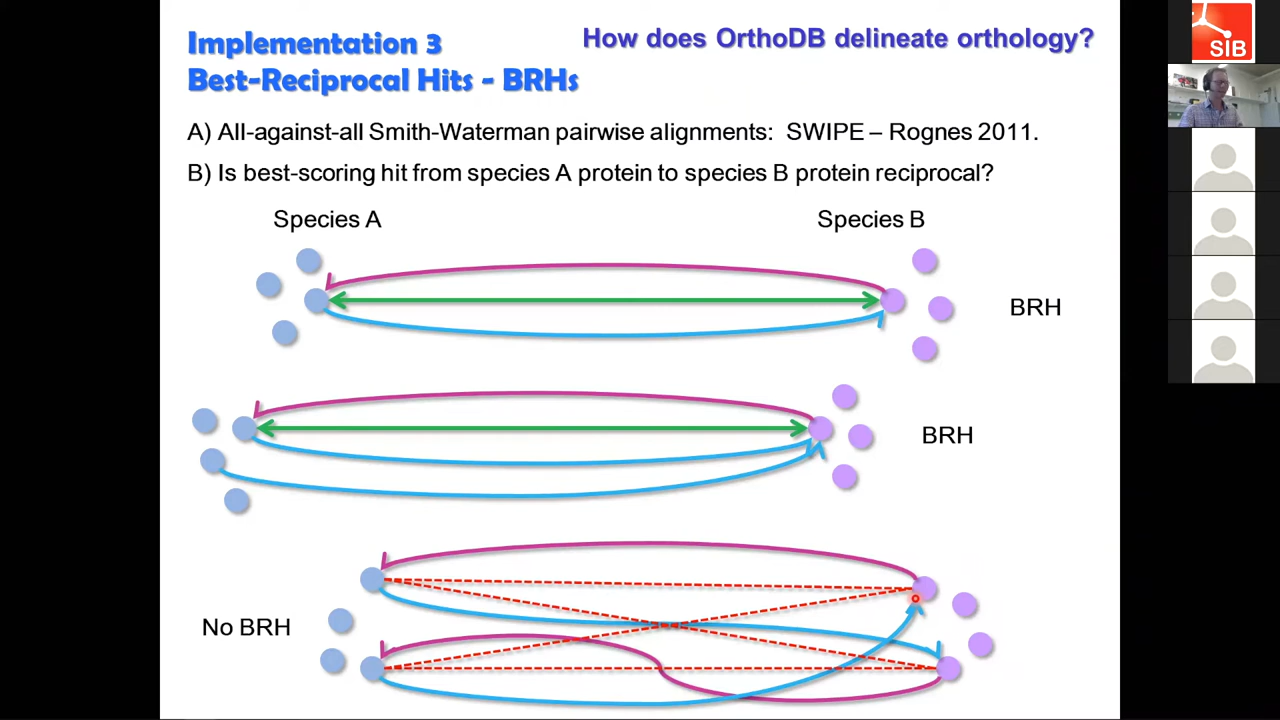 Implementation 3
How does OrthoDB delineate orthology?
Best-Reciprocal Hits - BRHs
A) All-against-all Smith-Waterman pairwise alignments: SWIPE – Rognes 2011.
B) Is best-scoring hit from species A protein to species B protein reciprocal?
Species A
Species B
BRH
BRH
No BRH
SIB